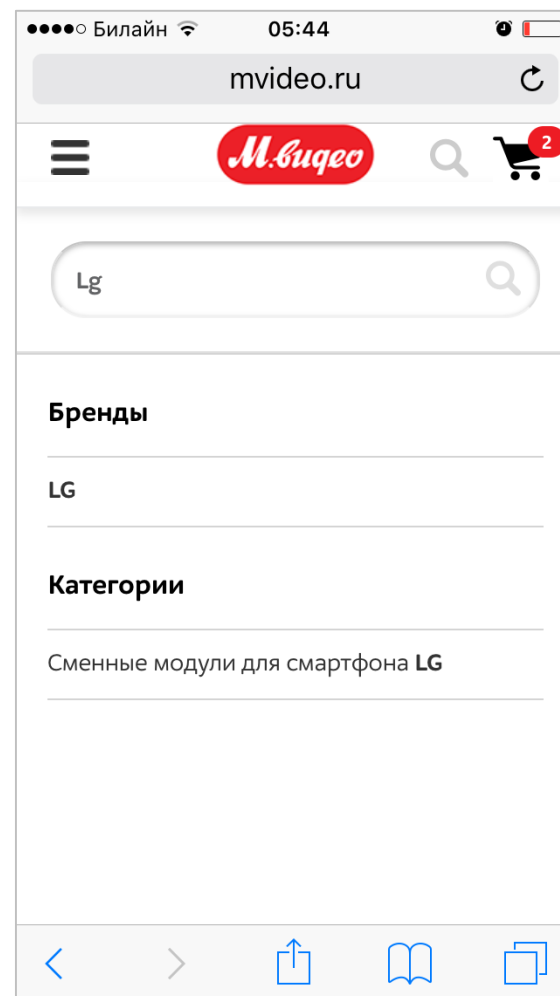 Билайн 05:44
mvideo.ru
М.видео 2
Lg
Бренды
LG
Категории
Сменные модули для смартфона LG